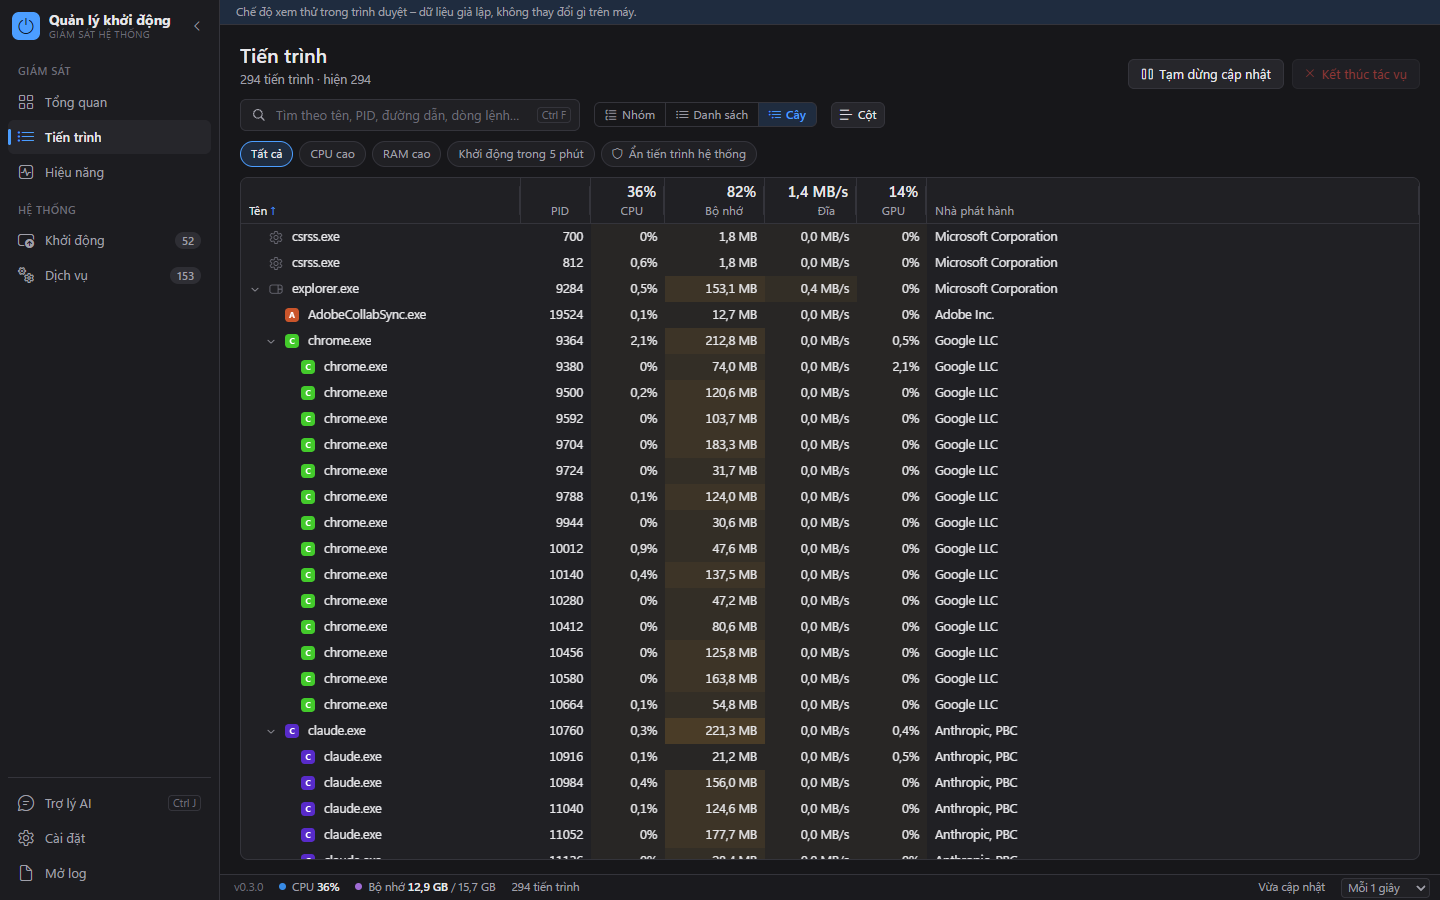 Chế độ xem thử trong trình duyệt – dữ liệu giả lập, không thay đổi gì trên máy.
Quản lý khởi động
GIÁM SÁT HỆ THỐNG
GIÁM SÁT
Tổng quan
Tiến trình
Hiệu năng
HỆ THỐNG
Khởi động 52
Dịch vụ 153
Trợ lý AI Ctrl J
Cài đặt
Mở log
Tiến trình
294 tiến trình · hiện 294
Tạm dừng cập nhật
Kết thúc tác vụ
Tìm theo tên, PID, đường dẫn, dòng lệnh... Ctrl F
Nhóm Danh sách Cây Cột
Tất cả CPU cao RAM cao Khởi động trong 5 phút Ẩn tiến trình hệ thống
36% 82% 1,4 MB/s 14%
Tên ↑ PID CPU Bộ nhớ Đĩa GPU Nhà phát hành
csrss.exe 700 0% 1,8 MB 0,0 MB/s 0% Microsoft Corporation
csrss.exe 812 0,6% 1,8 MB 0,0 MB/s 0% Microsoft Corporation
explorer.exe 9284 0,5% 153,1 MB 0,4 MB/s 0% Microsoft Corporation
A AdobeCollabSync.exe 19524 0,1% 12,7 MB 0,0 MB/s 0% Adobe Inc.
C chrome.exe 9364 2,1% 212,8 MB 0,0 MB/s 0,5% Google LLC
C chrome.exe 9380 0% 74,0 MB 0,0 MB/s 2,1% Google LLC
C chrome.exe 9500 0,2% 120,6 MB 0,0 MB/s 0% Google LLC
C chrome.exe 9592 0% 103,7 MB 0,0 MB/s 0% Google LLC
C chrome.exe 9704 0% 183,3 MB 0,0 MB/s 0% Google LLC
C chrome.exe 9724 0% 31,7 MB 0,0 MB/s 0% Google LLC
C chrome.exe 9788 0,1% 124,0 MB 0,0 MB/s 0% Google LLC
C chrome.exe 9944 0% 30,6 MB 0,0 MB/s 0% Google LLC
C chrome.exe 10012 0,9% 47,6 MB 0,0 MB/s 0% Google LLC
C chrome.exe 10140 0,4% 137,5 MB 0,0 MB/s 0% Google LLC
C chrome.exe 10280 0% 47,2 MB 0,0 MB/s 0% Google LLC
C chrome.exe 10412 0% 80,6 MB 0,0 MB/s 0% Google LLC
C chrome.exe 10456 0% 125,8 MB 0,0 MB/s 0% Google LLC
C chrome.exe 10580 0% 163,8 MB 0,0 MB/s 0% Google LLC
C chrome.exe 10664 0,1% 54,8 MB 0,0 MB/s 0% Google LLC
C claude.exe 10760 0,3% 221,3 MB 0,0 MB/s 0,4% Anthropic, PBC
C claude.exe 10916 0,1% 21,2 MB 0,0 MB/s 0,5% Anthropic, PBC
C claude.exe 10984 0,4% 156,0 MB 0,0 MB/s 0% Anthropic, PBC
C claude.exe 11040 0,1% 124,6 MB 0,0 MB/s 0% Anthropic, PBC
C claude.exe 11052 0% 177,7 MB 0,0 MB/s 0% Anthropic, PBC
v0.3.0 CPU 36% Bộ nhớ 12,9 GB / 15,7 GB 294 tiến trình Vừa cập nhật Mỗi 1 giây